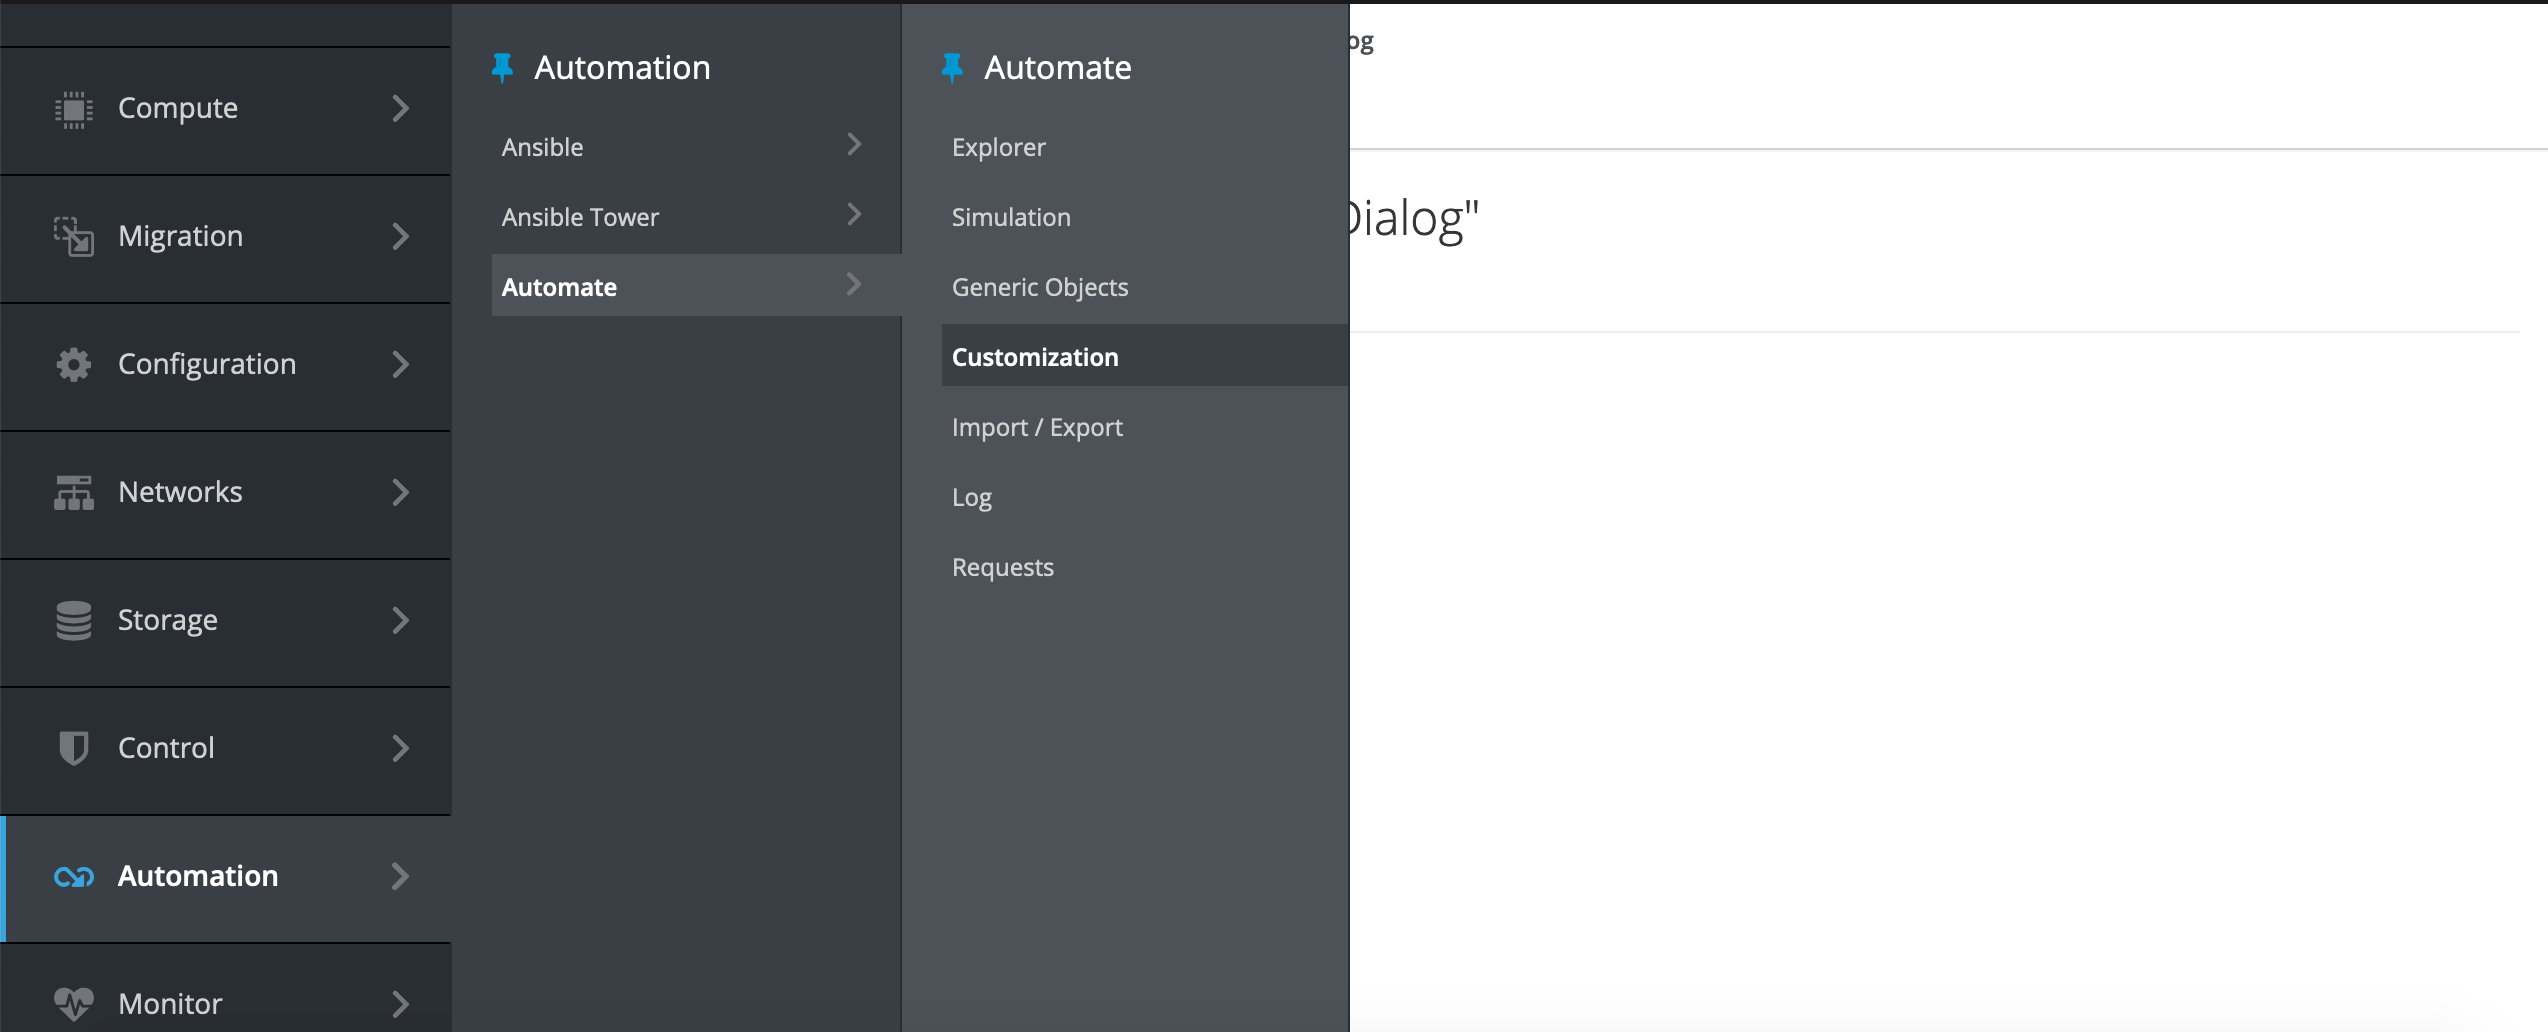 Compute
Migration
Configuration
Networks
Storage
Control
Automation
Monitor
Automation
Ansible
Ansible Tower
Automate
Automate
Explorer
Simulation
Generic Objects
Customization
Import / Export
Log
Requests
og
Dialog"